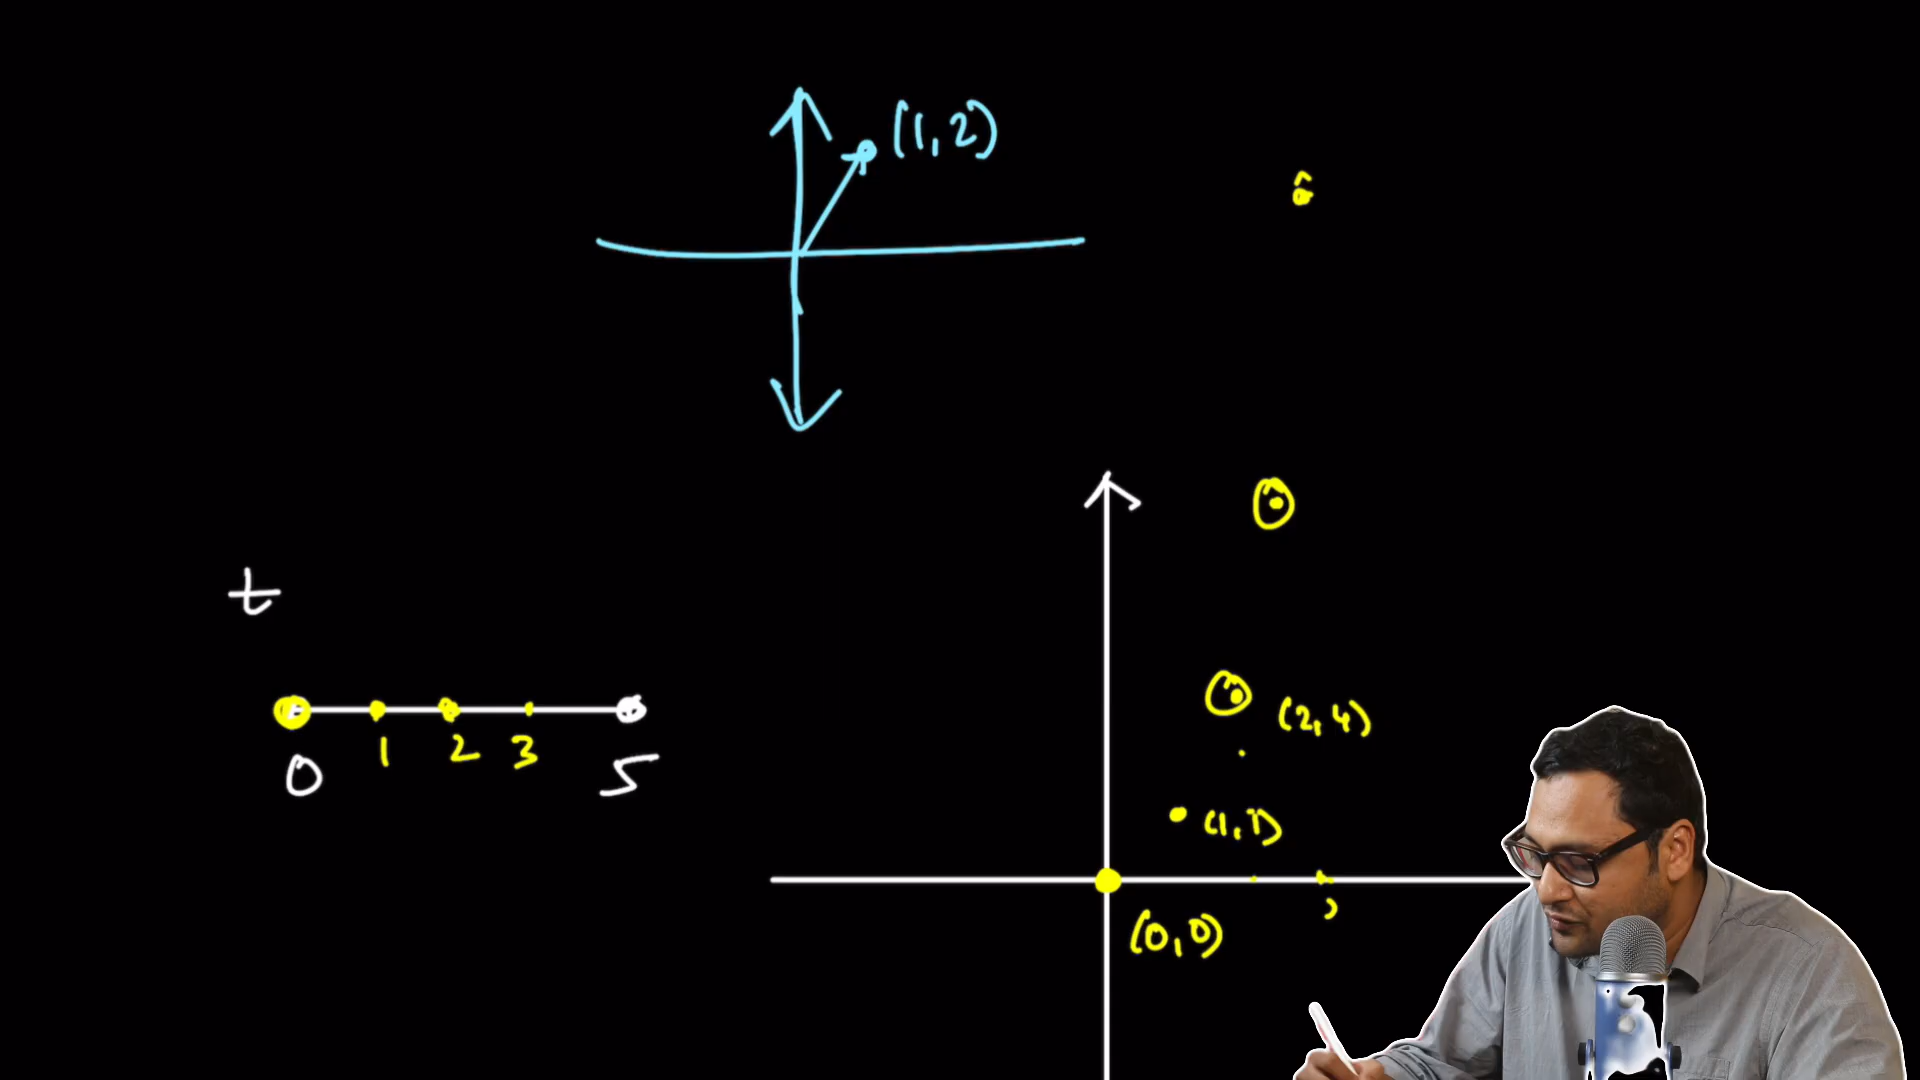 (1,2)
t
(2,4)
1 2 3
0 5
(1,1)
(0,0)